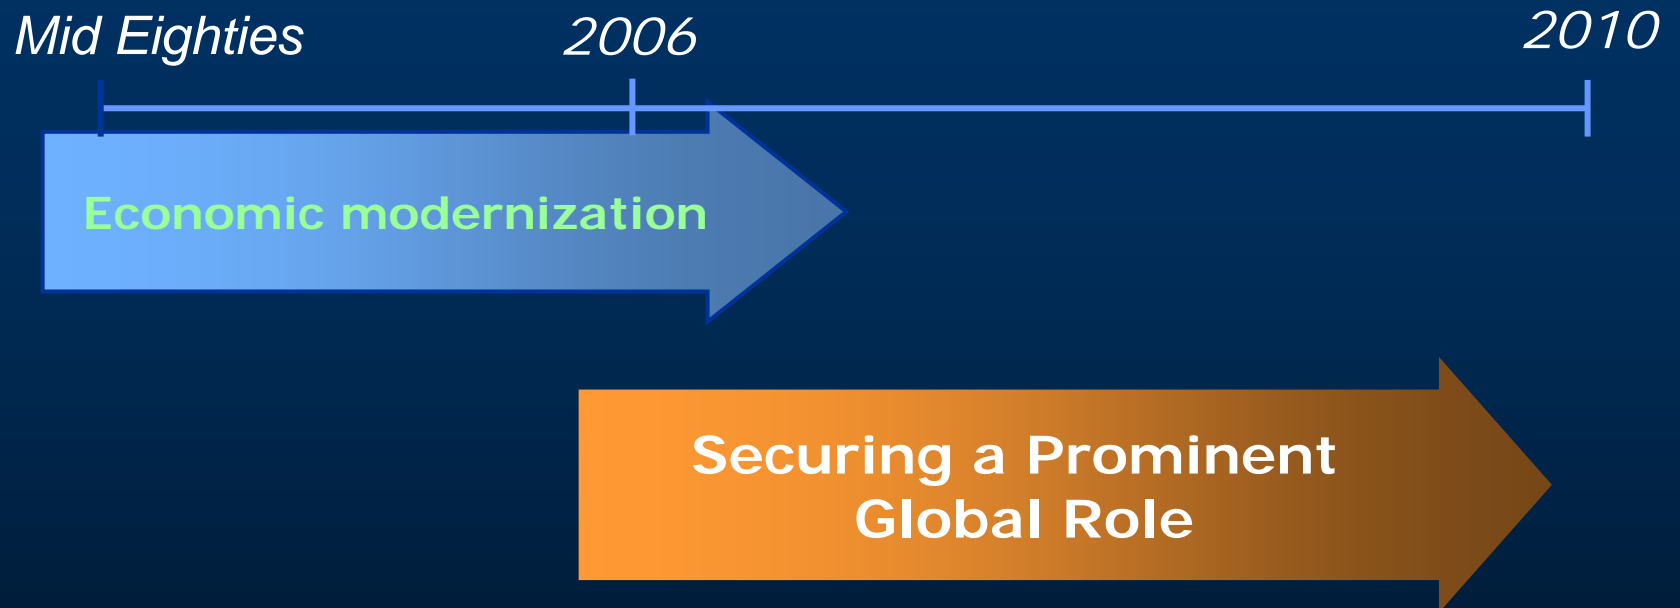 Mid Eighties
2006
2010
Economic modernization
Securing a Prominent
Global Role